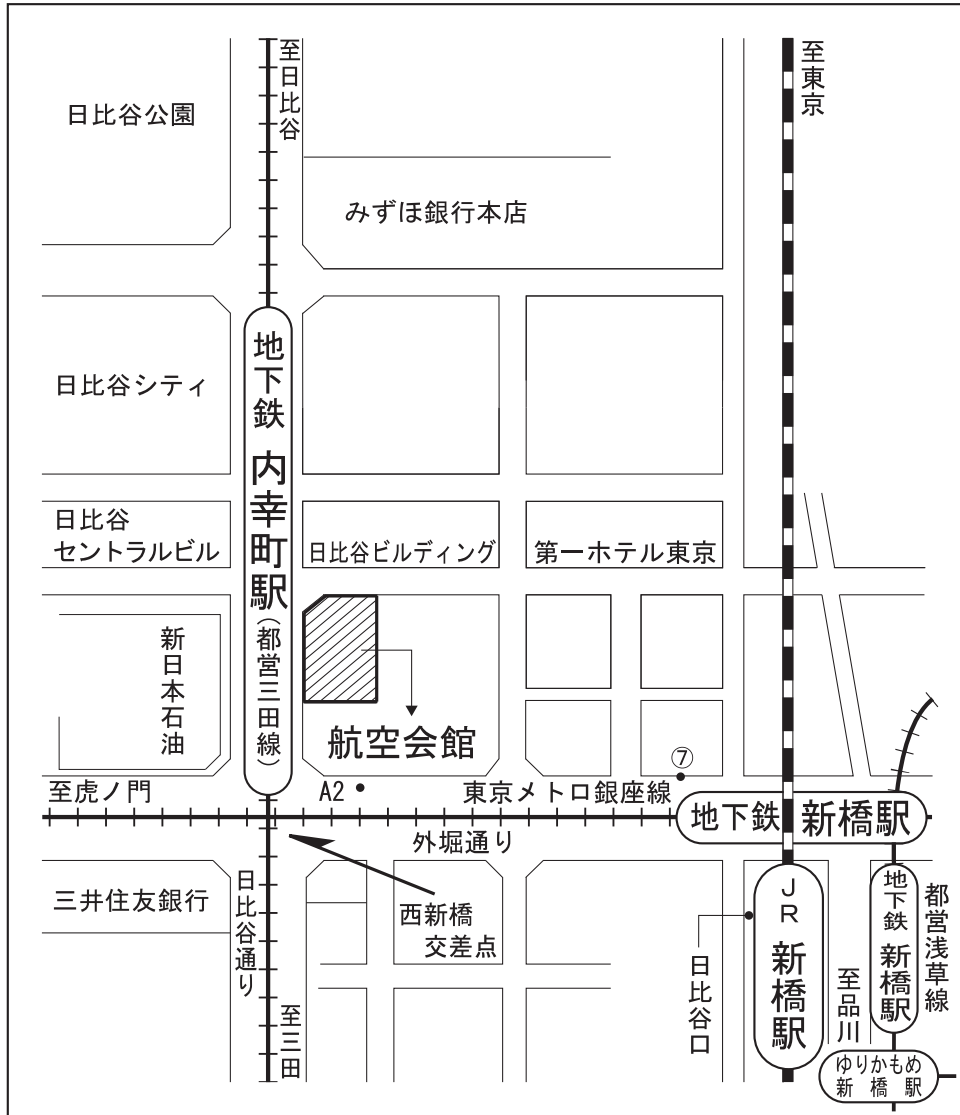 至日比谷
至東京
日比谷公園
みずほ銀行本店
日比谷シティ
地下鉄 内幸町駅(都営三田線)
日比谷
セントラルビル
日比谷ビルディング
第一ホテル東京
新日本石油
航空会館
⑦
至虎ノ門
A2
東京メトロ銀座線
地下鉄 新橋駅
外堀通り
三井住友銀行
日比谷通り
西新橋
交差点
JR 新橋駅
地下鉄 新橋駅
都営浅草線
日比谷口
至品川
至三田
ゆりかもめ
新橋駅